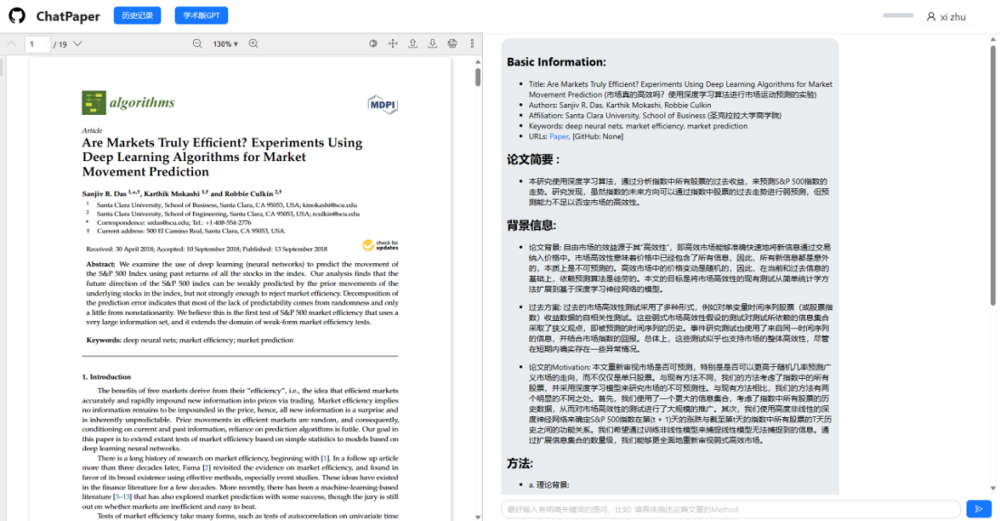 ChatPaper
历史记录
学术版GPT
xi zhu
1
/ 19
130%
algorithms
MDPI
Article
Are Markets Truly Efficient? Experiments Using
Deep Learning Algorithms for Market
Movement Prediction
Sanjiv R. Das 1,*,†, Karthik Mokashi 1,† and Robbie Culkin 2,†
1 Santa Clara University, School of Business, Santa Clara, CA 95053, USA; kmokashi@scu.edu
2 Santa Clara University, School of Engineering, Santa Clara, CA 95053, USA; rculkin@scu.edu
* Correspondence: srdas@scu.edu; Tel.: +1-408-554-2776
† Current address: 500 El Camino Real, Santa Clara, CA 95053, USA.
Received: 30 April 2018; Accepted: 10 September 2018; Published: 13 September 2018
check for
updates
Abstract: We examine the use of deep learning (neural networks) to predict the movement of
the S&P 500 Index using past returns of all the stocks in the index. Our analysis finds that the
future direction of the S&P 500 index can be weakly predicted by the prior movements of the
underlying stocks in the index, but not strongly enough to reject market efficiency. Decomposition of
the prediction error indicates that most of the lack of predictability comes from randomness and only
a little from nonstationarity. We believe this is the first test of S&P 500 market efficiency that uses a
very large information set, and it extends the domain of weak-form market efficiency tests.
Keywords: deep neural nets; market efficiency; market prediction
1. Introduction
The benefits of free markets derive from their “efficiency”, i.e., the idea that efficient markets
accurately and rapidly impound new information into prices via trading. Market efficiency implies
no information remains to be impounded in the price, hence, all new information is a surprise and
is inherently unpredictable. Price movements in efficient markets are random, and consequently,
conditioning on current and past information, reliance on prediction algorithms is futile. Our goal in
this paper is to extend extant tests of market efficiency based on simple statistics to models based on
deep learning neural networks.
There is a long history of research on market efficiency, beginning with [1]. In a follow up article
more than three decades later, Fama [2] revisited the evidence on market efficiency, and found in
favor of its broad existence using effective methods, especially event studies. These ideas have existed
in the finance literature for a few decades. More recently, there has been a machine-learning-based
literature [3–13] that has also explored market prediction with some success, though the jury is still
out on whether markets are inefficient and easy to beat.
Tests of market efficiency take many forms, such as tests of autocorrelation on univariate time
Basic Information:
• Title: Are Markets Truly Efficient? Experiments Using Deep Learning Algorithms for Market
Movement Prediction (市场真的高效吗？使用深度学习算法进行市场运动预测的实验)
• Authors: Sanjiv R. Das, Karthik Mokashi, Robbie Culkin
• Affiliation: Santa Clara University, School of Business (圣克拉拉大学商学院)
• Keywords: deep neural nets, market efficiency, market prediction
• URLs: Paper, [GitHub: None]
论文简要 :
• 本研究使用深度学习算法，通过分析指数中所有股票的过去收益，来预测S&P 500指数的
走势。研究发现，虽然指数的未来方向可以通过指数中股票的过去走势进行弱预测，但预
测能力不足以否定市场的高效性。
背景信息:
• 论文背景: 自由市场的效益源于其“高效性”，即高效市场能够准确快速地将新信息通过交易
纳入价格中。市场高效性意味着价格中已经包含了所有信息，因此，所有新信息都是意外
的，本质上是不可预测的。高效市场中的价格变动是随机的，因此，在当前和过去信息的
基础上，依赖预测算法是徒劳的。本文的目标是将市场高效性的现有测试从简单统计学方
法扩展到基于深度学习神经网络的模型。
• 过去方案: 过去的市场高效性测试采用了多种形式，例如对单变量时间序列股票（或股票指
数）收益数据的自相关性测试。这些弱式市场高效性假设的测试对测试所依赖的信息集合
采取了狭义观点，即被预测的时间序列的历史。事件研究测试也使用了来自同一时间序列
的信息，并结合市场指数的回报。总体上，这些测试似乎也支持市场的整体高效性，尽管
在短期内确实存在一些异常情况。
• 论文的Motivation: 本文重新审视市场是否可预测，特别是是否可以更高于随机几率预测广
义市场的走向，而不仅仅是单只股票。与现有方法不同，我们的方法考虑了指数中的所有
股票，并采用深度学习模型来研究市场的不可预测性。与现有方法相比，我们的方法有两
个明显的不同之处。首先，我们使用了一个更大的信息集合，考虑了指数中所有股票的历
史数据，从而对市场高效性的测试进行了大规模的推广。其次，我们使用高度非线性的深
度神经网络来确定S&P 500指数在第(t + 1)天的涨跌与截至第t天的指数中所有股票的T天历
史之间的功能关系。我们希望通过训练非线性模型来捕捉线性模型无法捕捉到的信息。通
过扩展信息集合的数量级，我们能够更全面地重新审视弱式高效市场。
方法:
• a. 理论背景:
最好输入有明确关键词的提问，比如: 请具体描述这篇文章的Method